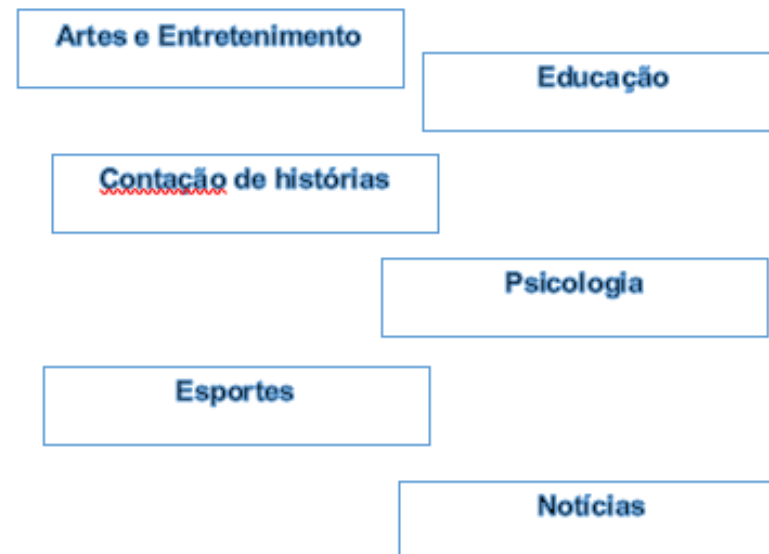 Artes e Entretenimento
Educação
Contação de histórias
Psicologia
Esportes
Notícias